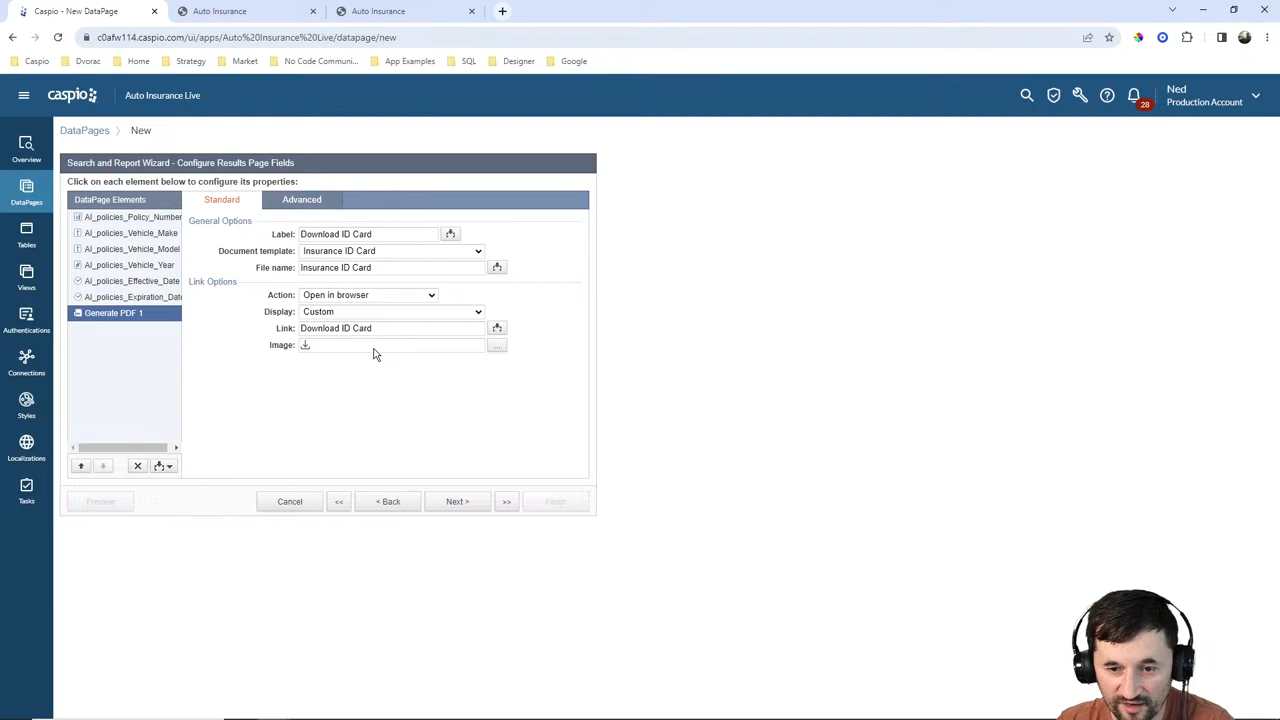 Caspio - New DataPage
Auto Insurance
Auto Insurance
c0afw114.caspio.com/ui/apps/Auto%20Insurance%20Live/datapage/new
Caspio
Dvorac
Home
Strategy
Market
No Code Communi...
App Examples
SQL
Designer
Google
caspio
Auto Insurance Live
28
Ned
Production Account
Overview
DataPages
Tables
Views
Authentications
Connections
Styles
Localizations
Tasks
DataPages
New
Search and Report Wizard - Configure Results Page Fields
Click on each element below to configure its properties:
DataPage Elements
AI_policies_Policy_Number
AI_policies_Vehicle_Make
AI_policies_Vehicle_Model
AI_policies_Vehicle_Year
AI_policies_Effective_Date
AI_policies_Expiration_Date
Generate PDF 1
Standard
Advanced
General Options
Label: Download ID Card
Document template: Insurance ID Card
File name: Insurance ID Card
Link Options
Action: Open in browser
Display: Custom
Link: Download ID Card
Image:
...
Preview
Cancel
<<
< Back
Next >
>>
Finish